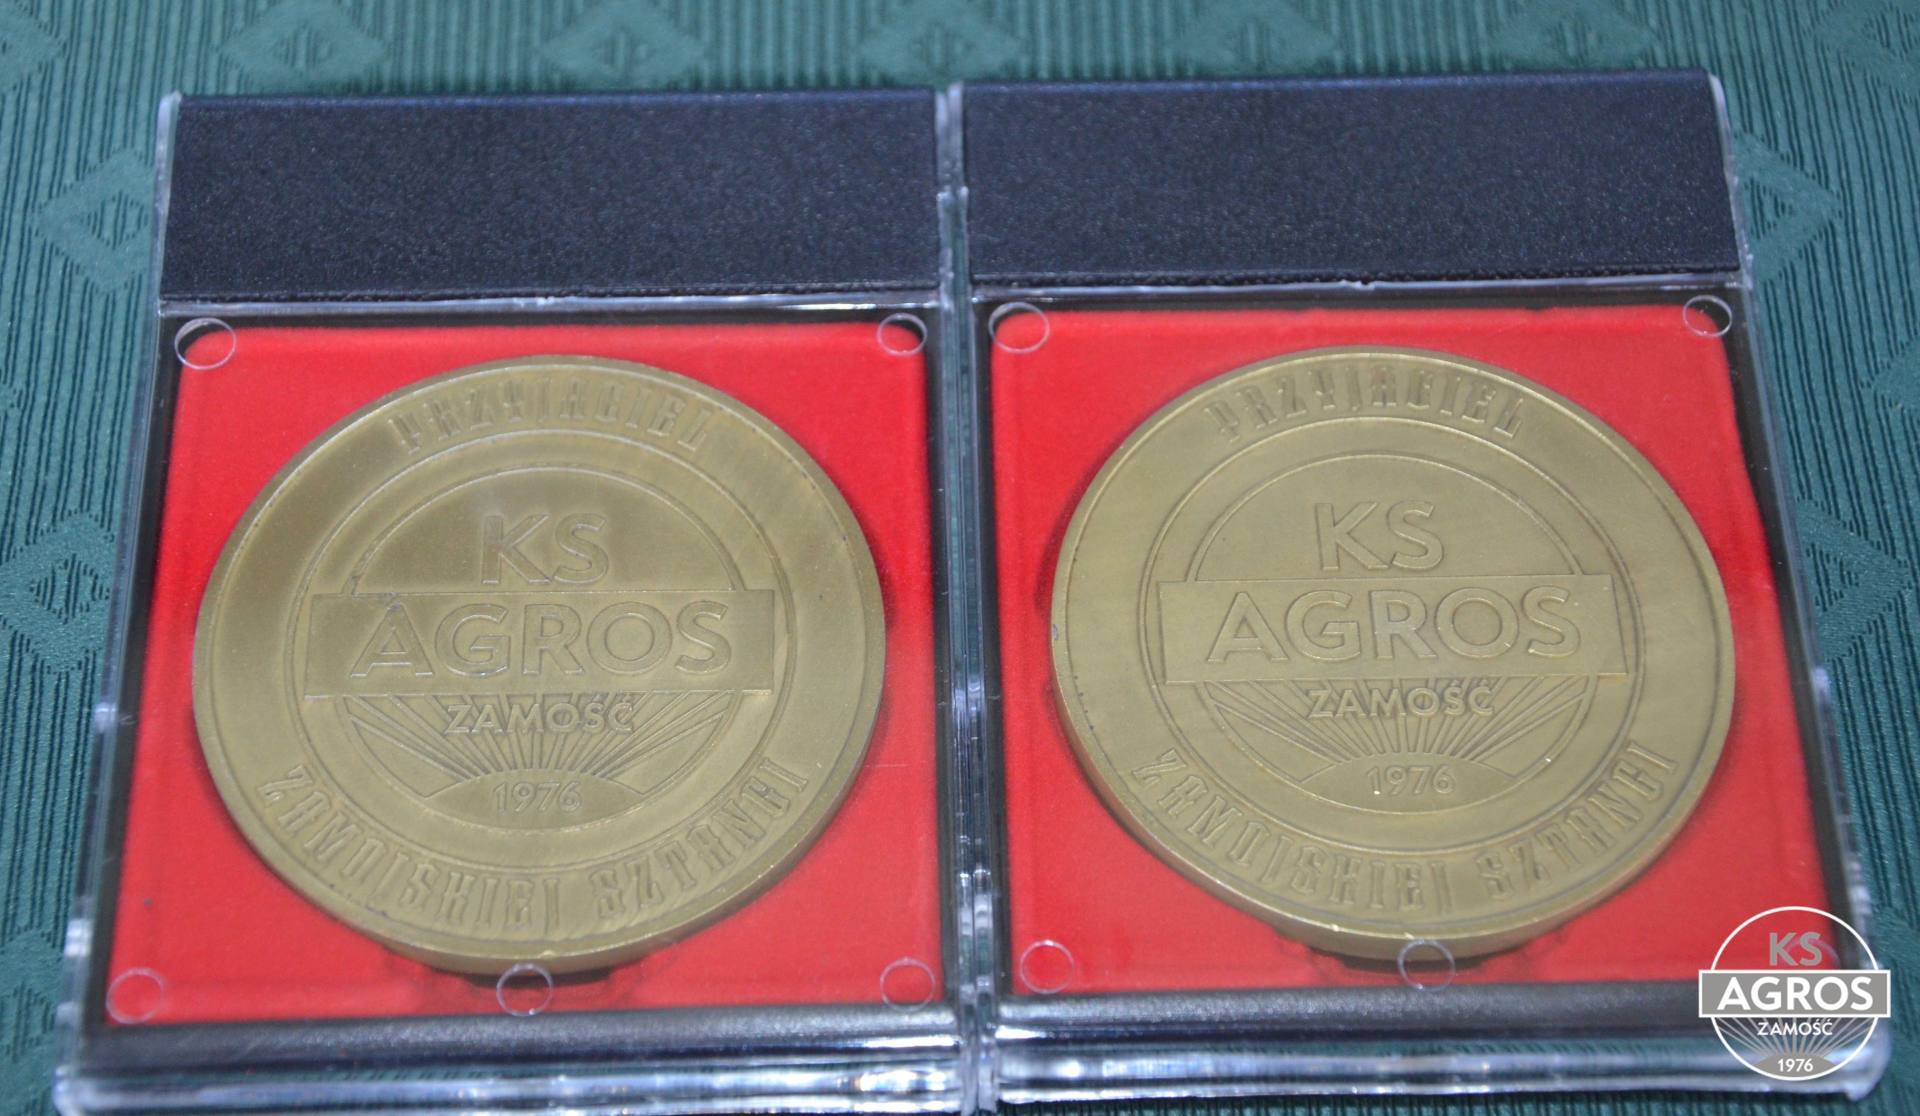 PRZYJACIEL
KS
AGROS
ZAMOŚĆ
1976
ZAMOJSKIEJ SZTANGI
PRZYJACIEL
KS
AGROS
ZAMOŚĆ
1976
ZAMOJSKIEJ SZTANGI
KS
AGROS
ZAMOŚĆ
1976